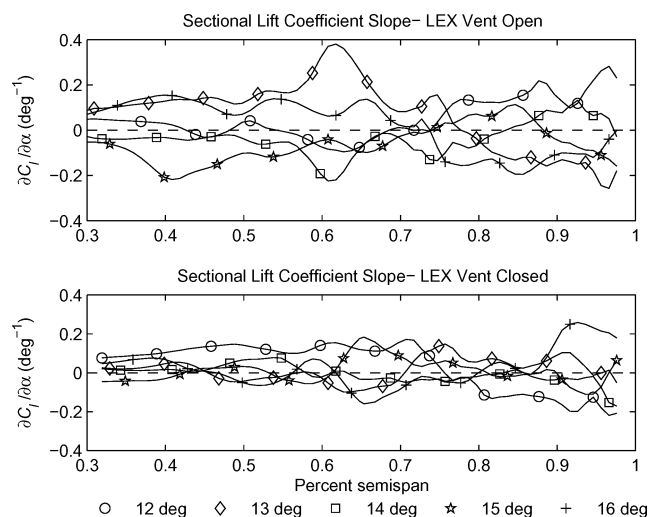 Sectional Lift Coefficient Slope− LEX Vent Open
0.4
0.2
0
−0.2
−0.4
∂C_l/∂α (deg⁻¹)
0.3 0.4 0.5 0.6 0.7 0.8 0.9 1
Sectional Lift Coefficient Slope− LEX Vent Closed
0.4
0.2
0
−0.2
−0.4
∂C_l/∂α (deg⁻¹)
0.3 0.4 0.5 0.6 0.7 0.8 0.9 1
Percent semispan
12 deg 13 deg 14 deg 15 deg 16 deg